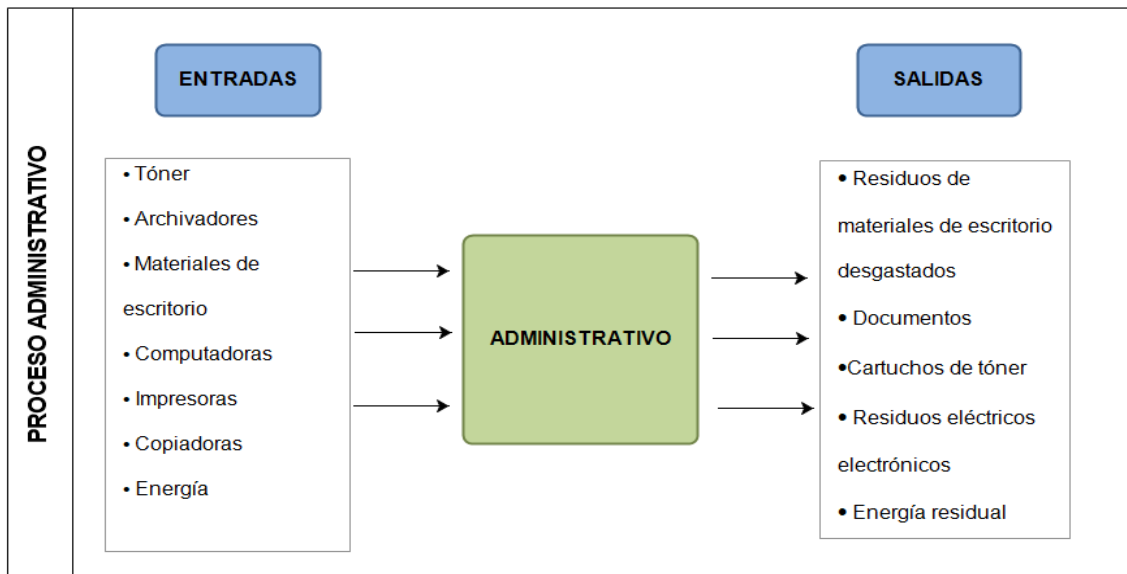 PROCESO ADMINISTRATIVO
ENTRADAS
• Tóner
• Archivadores
• Materiales de
escritorio
• Computadoras
• Impresoras
• Copiadoras
• Energía
ADMINISTRATIVO
SALIDAS
• Residuos de
materiales de escritorio
desgastados
• Documentos
•Cartuchos de tóner
• Residuos eléctricos
electrónicos
• Energía residual